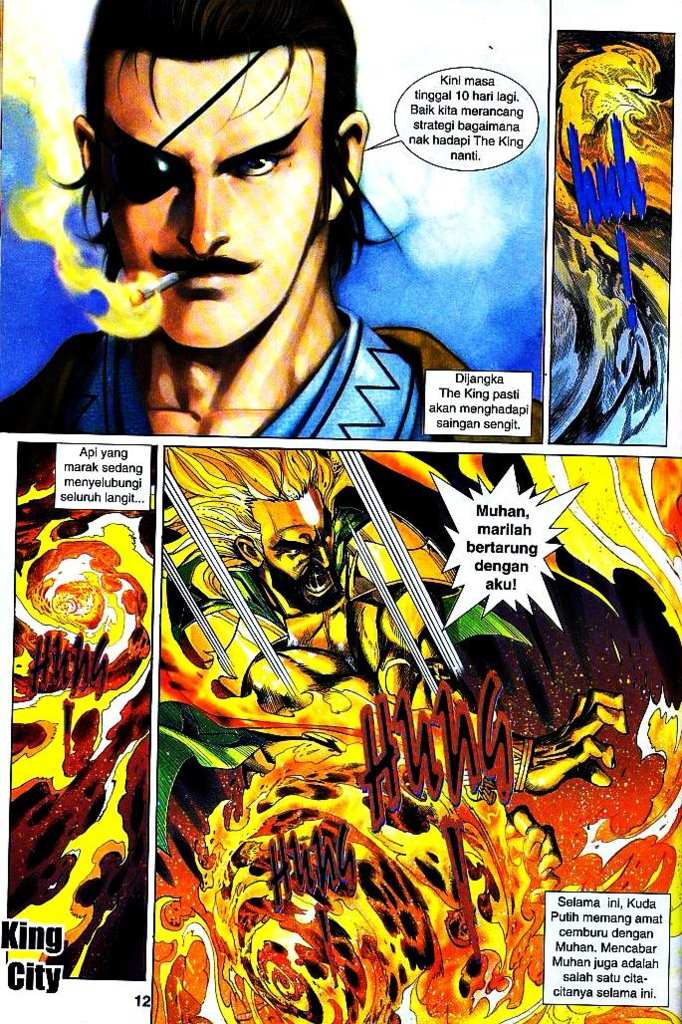 Kini masa
tinggal 10 hari lagi.
Baik kita merancang
strategi bagaimana
nak hadapi The King
nanti.
huuh
!
Dijangka
The King pasti
akan menghadapi
saingan sengit.
Api yang
marak sedang
menyelubungi
seluruh langit...
Hung
!
Muhan,
marilah
bertarung
dengan
aku!
Hung
!
Hung
!
Selama ini, Kuda
Putih memang amat
cemburu dengan
Muhan. Mencabar
Muhan juga adalah
salah satu cita-
citanya selama ini.
King
City
12